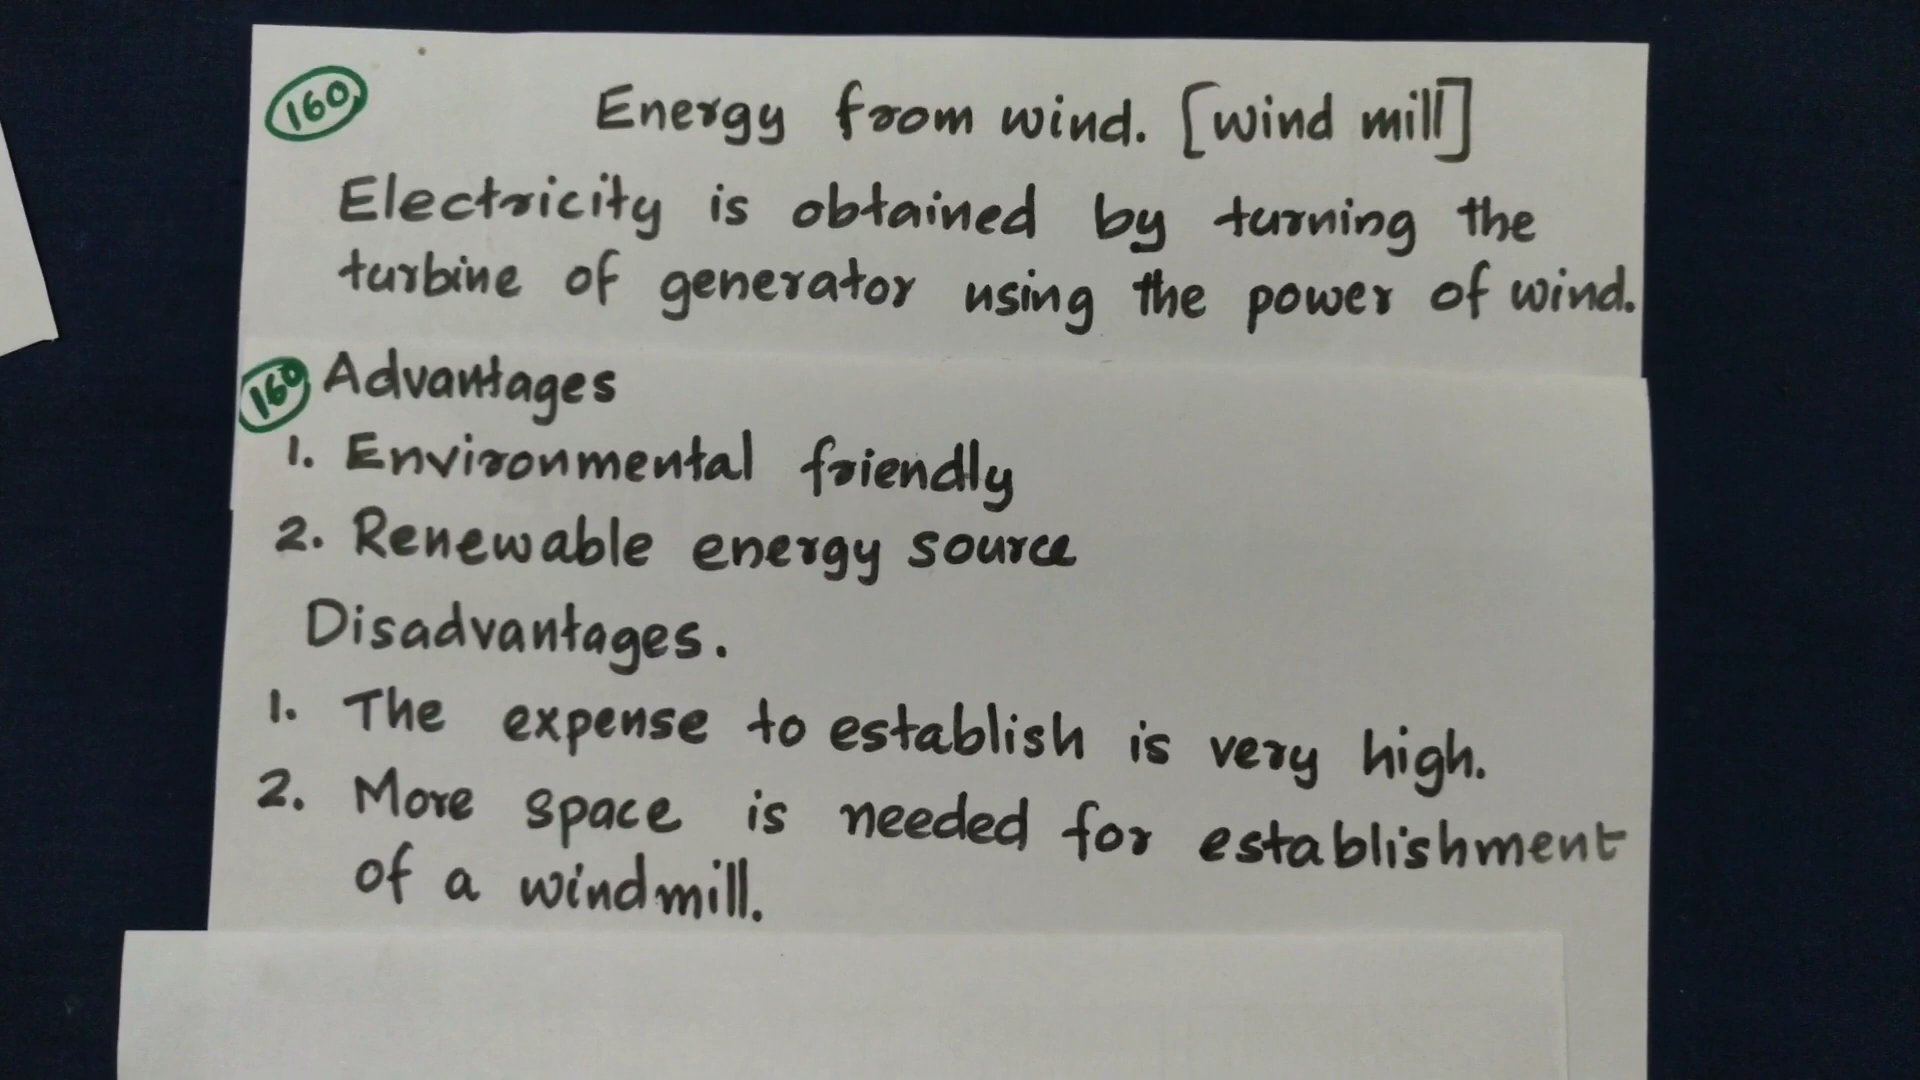 160 Energy from wind. [wind mill]
Electricity is obtained by turning the
turbine of generator using the power of wind.
160 Advantages
1. Environmental friendly
2. Renewable energy source
Disadvantages.
1. The expense to establish is very high.
2. More space is needed for establishment
of a windmill.